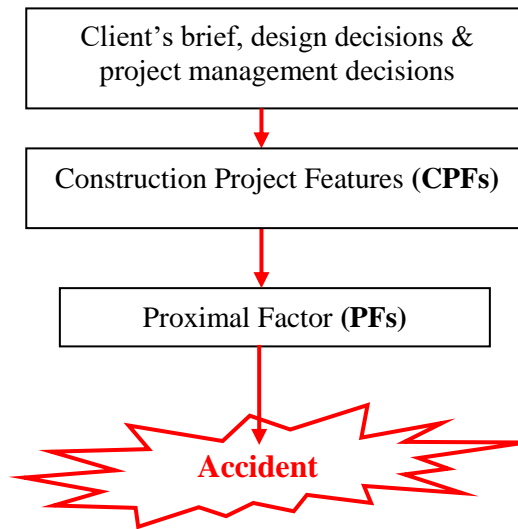 Client’s brief, design decisions &
project management decisions
Construction Project Features (CPFs)
Proximal Factor (PFs)
Accident